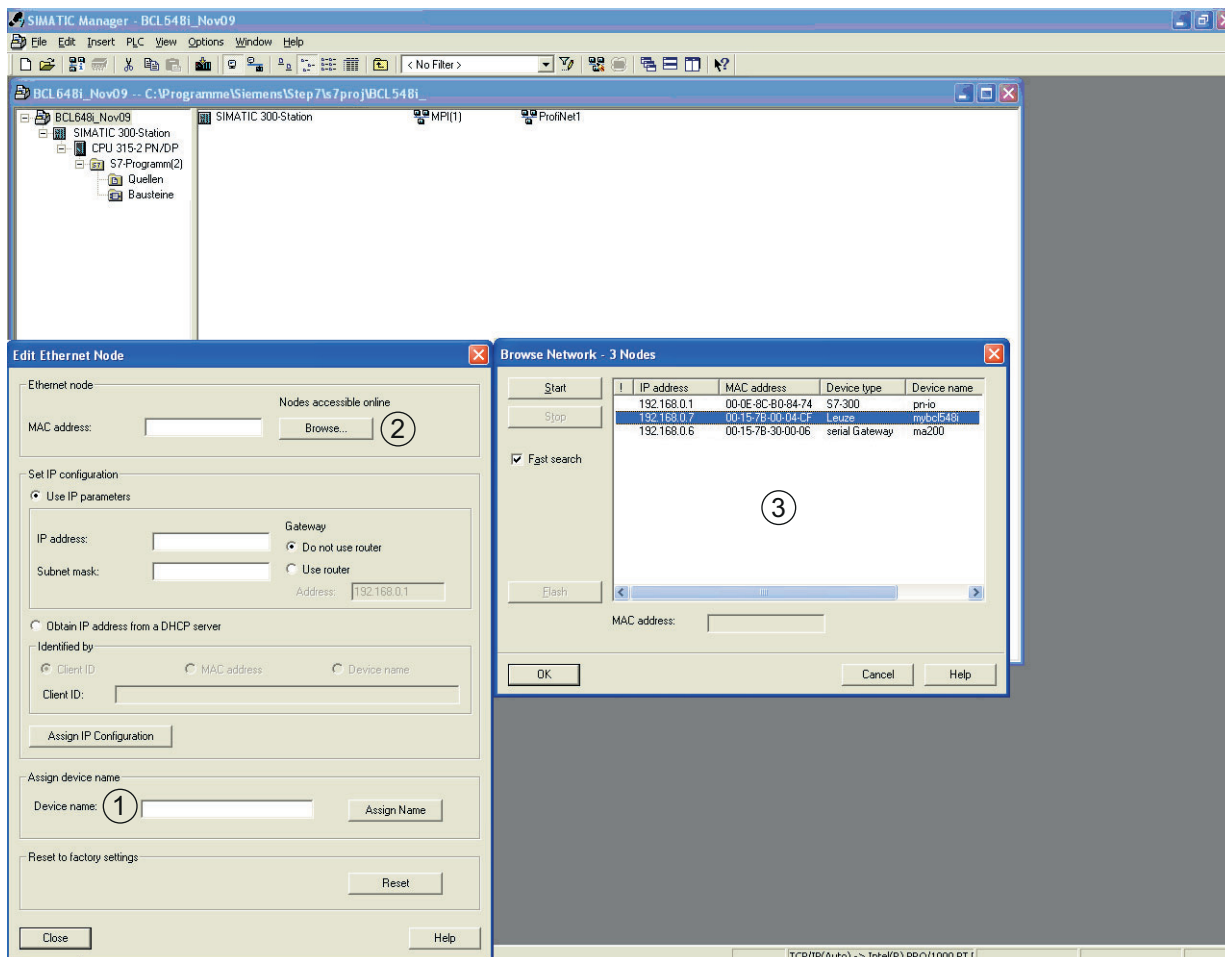 SIMATIC Manager - BCL548i_Nov09
File Edit Insert PLC View Options Window Help
< No Filter >
BCL648i_Nov09 -- C:\Programme\Siemens\Step7\s7proj\BCL548i_
BCL648i_Nov09
SIMATIC 300-Station
CPU 315-2 PN/DP
S7-Programm(2)
Quellen
Bausteine
SIMATIC 300-Station MPI(1) ProfiNet1
Edit Ethernet Node
Ethernet node
Nodes accessible online
MAC address: Browse... 2
Set IP configuration
Use IP parameters
IP address:
Subnet mask:
Gateway
Do not use router
Use router
Address: 192.168.0.1
Obtain IP address from a DHCP server
Identified by
Client ID MAC address Device name
Client ID:
Assign IP Configuration
Assign device name
Device name: 1 Assign Name
Reset to factory settings
Reset
Close Help
Browse Network - 3 Nodes
Start
Stop
Fast search
Flash
! IP address MAC address Device type Device name
192.168.0.1 00-0E-8C-B0-84-74 S7-300 pn-io
192.168.0.7 00-15-7B-00-04-CF Leuze mybcl548i
192.168.0.6 00-15-7B-30-00-06 serial Gateway ma200
3
MAC address:
OK Cancel Help
TCP/IP(Auto) -> Intel(R) PRO/1000 PT [